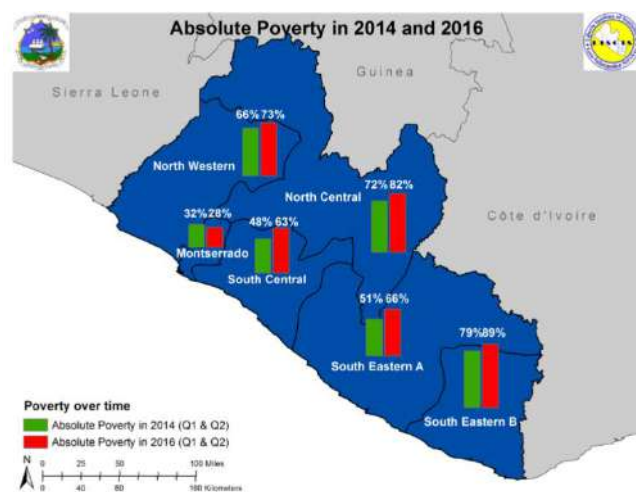 Absolute Poverty in 2014 and 2016
LISGIS
Guinea
Sierra Leone
66% 73%
North Western
72% 82%
North Central
Côte d'Ivoire
32% 28%
Montserrado
48% 63%
South Central
51% 66%
South Eastern A
79% 89%
South Eastern B
Poverty over time
Absolute Poverty in 2014 (Q1 & Q2)
Absolute Poverty in 2016 (Q1 & Q2)
N
0 25 50 100 Miles
0 40 80 160 Kilometers